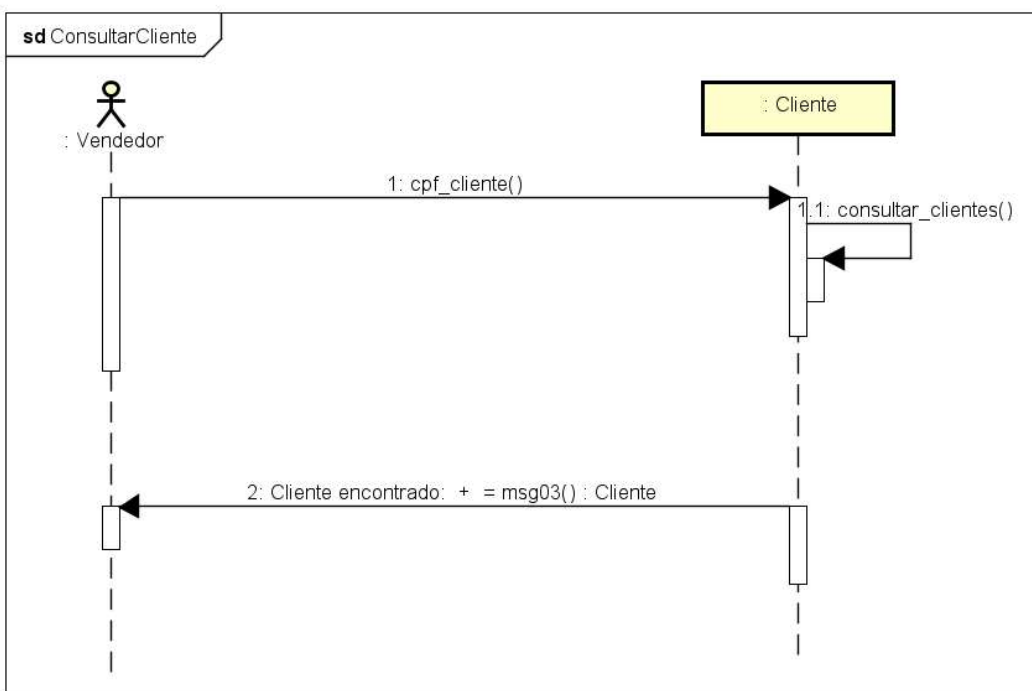 sd ConsultarCliente
: Vendedor
: Cliente
1: cpf_cliente()
1.1: consultar_clientes()
2: Cliente encontrado: + = msg03() : Cliente